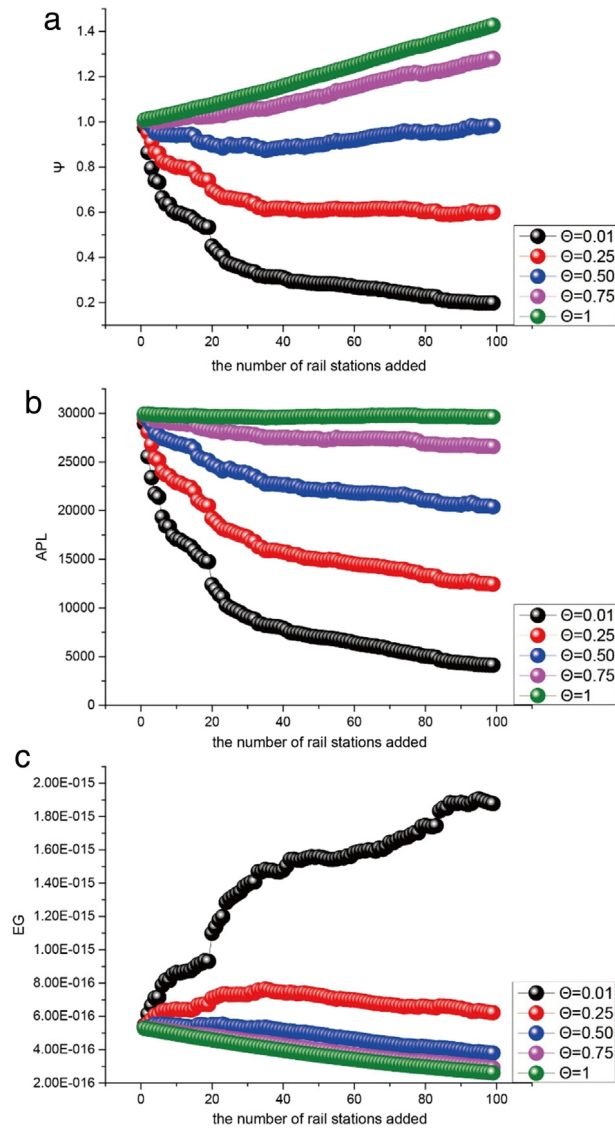 a
1.4
1.2
1.0
0.8
0.6
0.4
0.2
Ψ
0 20 40 60 80 100
the number of rail stations added
Θ=0.01
Θ=0.25
Θ=0.50
Θ=0.75
Θ=1
b
30000
25000
20000
15000
10000
5000
0
APL
0 20 40 60 80 100
the number of rail stations added
Θ=0.01
Θ=0.25
Θ=0.50
Θ=0.75
Θ=1
c
2.00E-015
1.80E-015
1.60E-015
1.40E-015
1.20E-015
1.00E-015
8.00E-016
6.00E-016
4.00E-016
2.00E-016
EG
0 20 40 60 80 100
the number of rail stations added
Θ=0.01
Θ=0.25
Θ=0.50
Θ=0.75
Θ=1